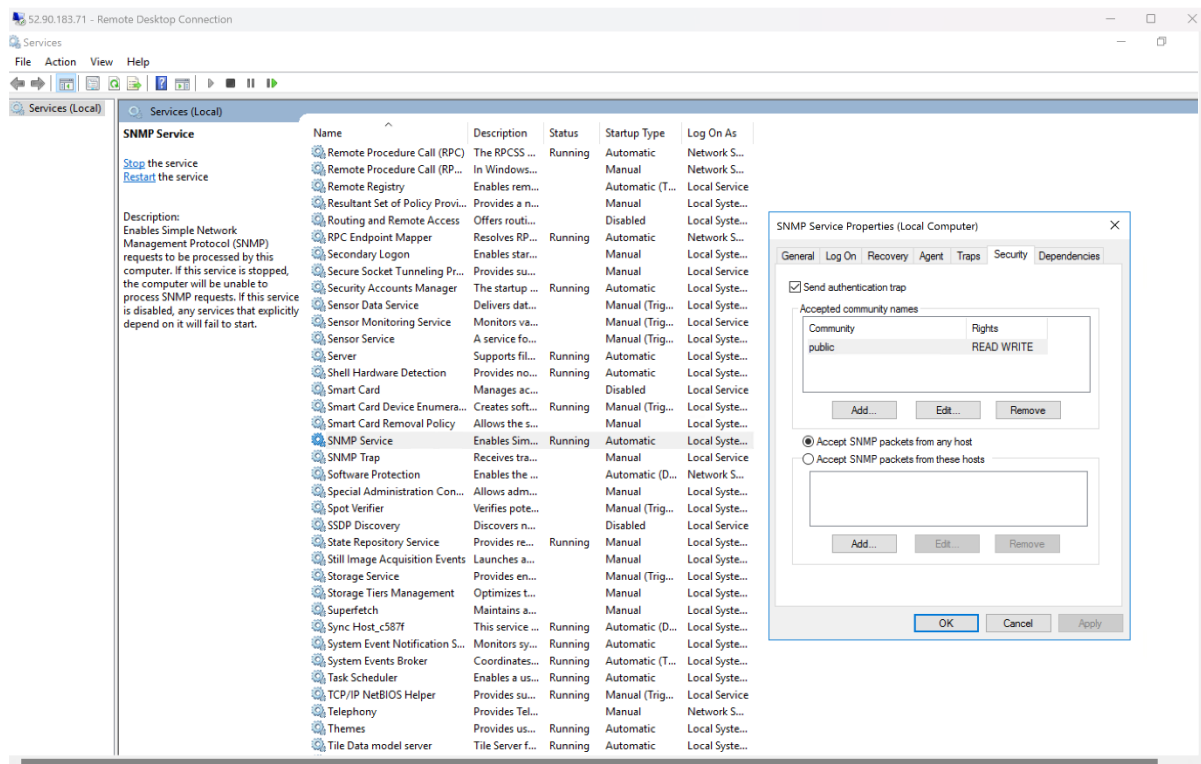 52.90.183.71 - Remote Desktop Connection
Services
File Action View Help
Services (Local)
Services (Local)
SNMP Service
Stop the service
Restart the service
Description:
Enables Simple Network
Management Protocol (SNMP)
requests to be processed by this
computer. If this service is stopped,
the computer will be unable to
process SNMP requests. If this service
is disabled, any services that explicitly
depend on it will fail to start.
Name Description Status Startup Type Log On As
Remote Procedure Call (RPC) The RPCSS ... Running Automatic Network S...
Remote Procedure Call (RP... In Windows... Manual Network S...
Remote Registry Enables rem... Automatic (T... Local Service
Resultant Set of Policy Provi... Provides a n... Manual Local Syste...
Routing and Remote Access Offers routi... Disabled Local Syste...
RPC Endpoint Mapper Resolves RP... Running Automatic Network S...
Secondary Logon Enables star... Manual Local Syste...
Secure Socket Tunneling Pr... Provides su... Manual Local Service
Security Accounts Manager The startup ... Running Automatic Local Syste...
Sensor Data Service Delivers dat... Manual (Trig... Local Syste...
Sensor Monitoring Service Monitors va... Manual (Trig... Local Service
Sensor Service A service fo... Manual (Trig... Local Syste...
Server Supports fil... Running Automatic Local Syste...
Shell Hardware Detection Provides no... Running Automatic Local Syste...
Smart Card Manages ac... Disabled Local Service
Smart Card Device Enumera... Creates soft... Running Manual (Trig... Local Syste...
Smart Card Removal Policy Allows the s... Manual Local Syste...
SNMP Service Enables Sim... Running Automatic Local Syste...
SNMP Trap Receives tra... Manual Local Service
Software Protection Enables the ... Automatic (D... Network S...
Special Administration Con... Allows adm... Manual Local Syste...
Spot Verifier Verifies pote... Manual (Trig... Local Syste...
SSDP Discovery Discovers n... Disabled Local Service
State Repository Service Provides re... Running Manual Local Syste...
Still Image Acquisition Events Launches a... Manual Local Syste...
Storage Service Provides en... Manual (Trig... Local Syste...
Storage Tiers Management Optimizes t... Manual Local Syste...
Superfetch Maintains a... Manual Local Syste...
Sync Host_c587f This service ... Running Automatic (D... Local Syste...
System Event Notification S... Monitors sy... Running Automatic Local Syste...
System Events Broker Coordinates... Running Automatic (T... Local Syste...
Task Scheduler Enables a us... Running Automatic Local Syste...
TCP/IP NetBIOS Helper Provides su... Running Manual (Trig... Local Service
Telephony Provides Tel... Manual Network S...
Themes Provides us... Running Automatic Local Syste...
Tile Data model server Tile Server f... Running Automatic Local Syste...
SNMP Service Properties (Local Computer)
General Log On Recovery Agent Traps Security Dependencies
Send authentication trap
Accepted community names
Community Rights
public READ WRITE
Add... Edit... Remove
Accept SNMP packets from any host
Accept SNMP packets from these hosts
Add... Edit... Remove
OK Cancel Apply